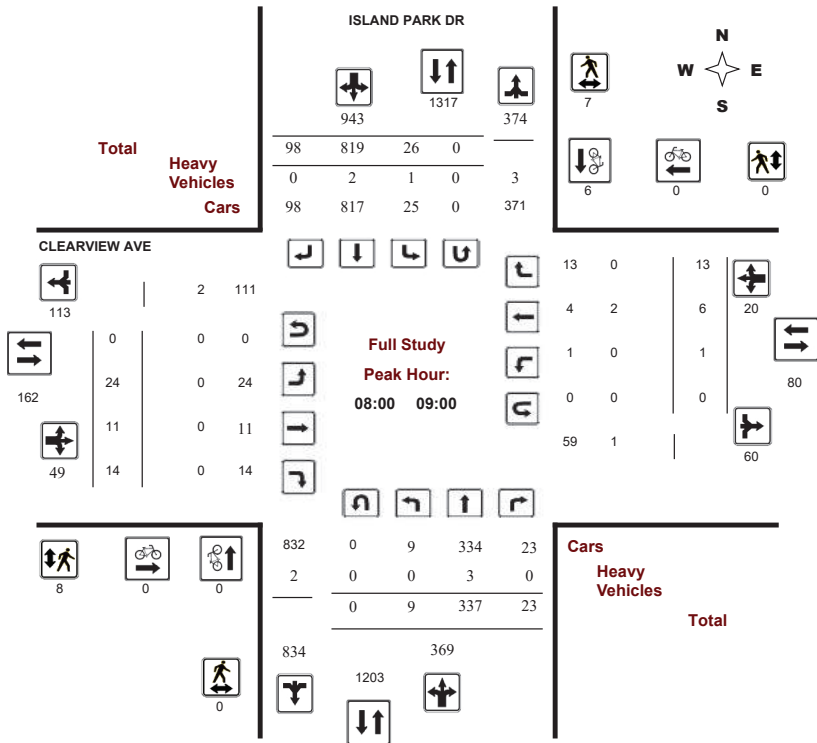 ISLAND PARK DR
N
W E
S
1317
7
943 374
Total 98 819 26 0
Heavy
Vehicles 0 2 1 0 3
6 0 0
Cars 98 817 25 0 371
CLEARVIEW AVE
13 0 13
2 111
113
4 2 6 20
0 0 0
Full Study
1 0 1
162
24 0 24
Peak Hour:
80
08:00 09:00
0 0 0
11 0 11
59 1 60
49 14 0 14
832 0 9 334 23 Cars
2 0 0 3 0 Heavy
Vehicles
8 0 0
0 9 337 23 Total
834 369
1203
0